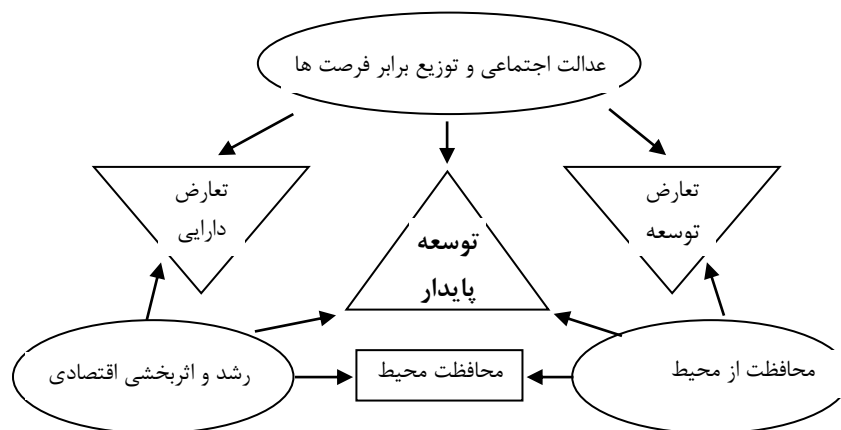 عدالت اجتماعی و توزیع برابر فرصت ها
تعارض
توسعه
تعارض
دارایی
توسعه
پایدار
محافظت از محیط
محافظت محیط
رشد و اثربخشی اقتصادی